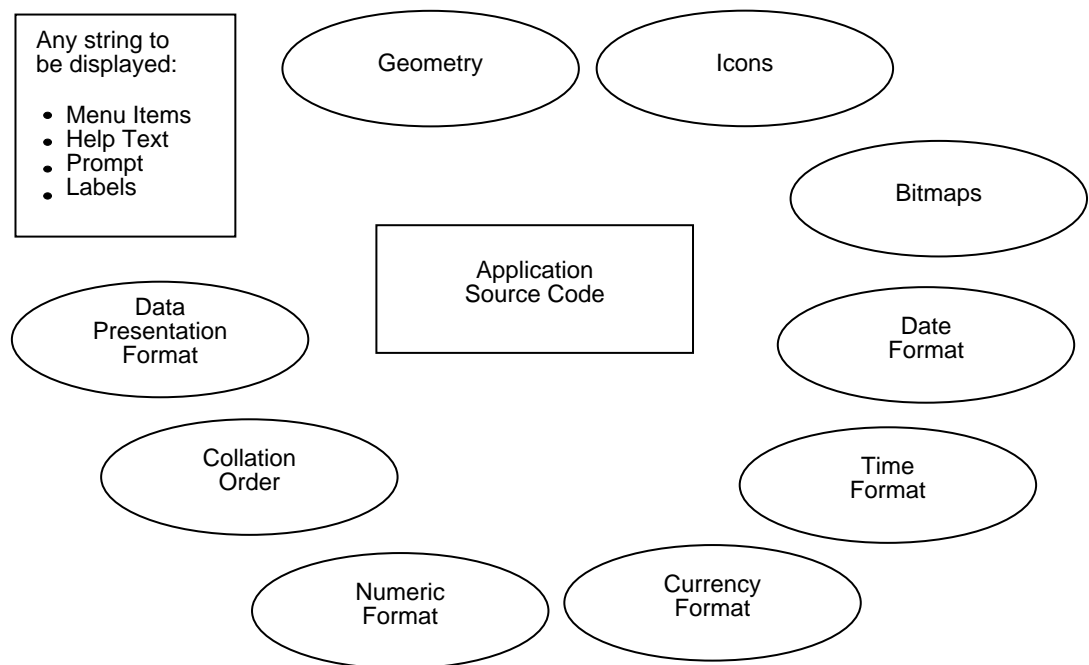 Any string to
be displayed:
• Menu Items
• Help Text
• Prompt
• Labels
Geometry
Icons
Bitmaps
Application
Source Code
Data
Presentation
Format
Date
Format
Collation
Order
Time
Format
Numeric
Format
Currency
Format